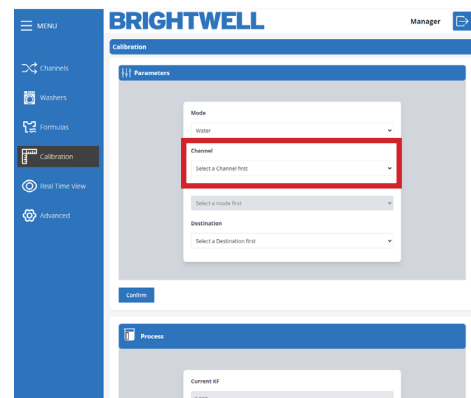 MENU
BRIGHTWELL
Manager
Calibration
Channels
Parameters
Washers
Mode
Water
Formulas
Channel
Calibration
Select a Channel first
Real Time View
Select a mode first
Advanced
Destination
Select a Destination first
Confirm
Process
Current KF